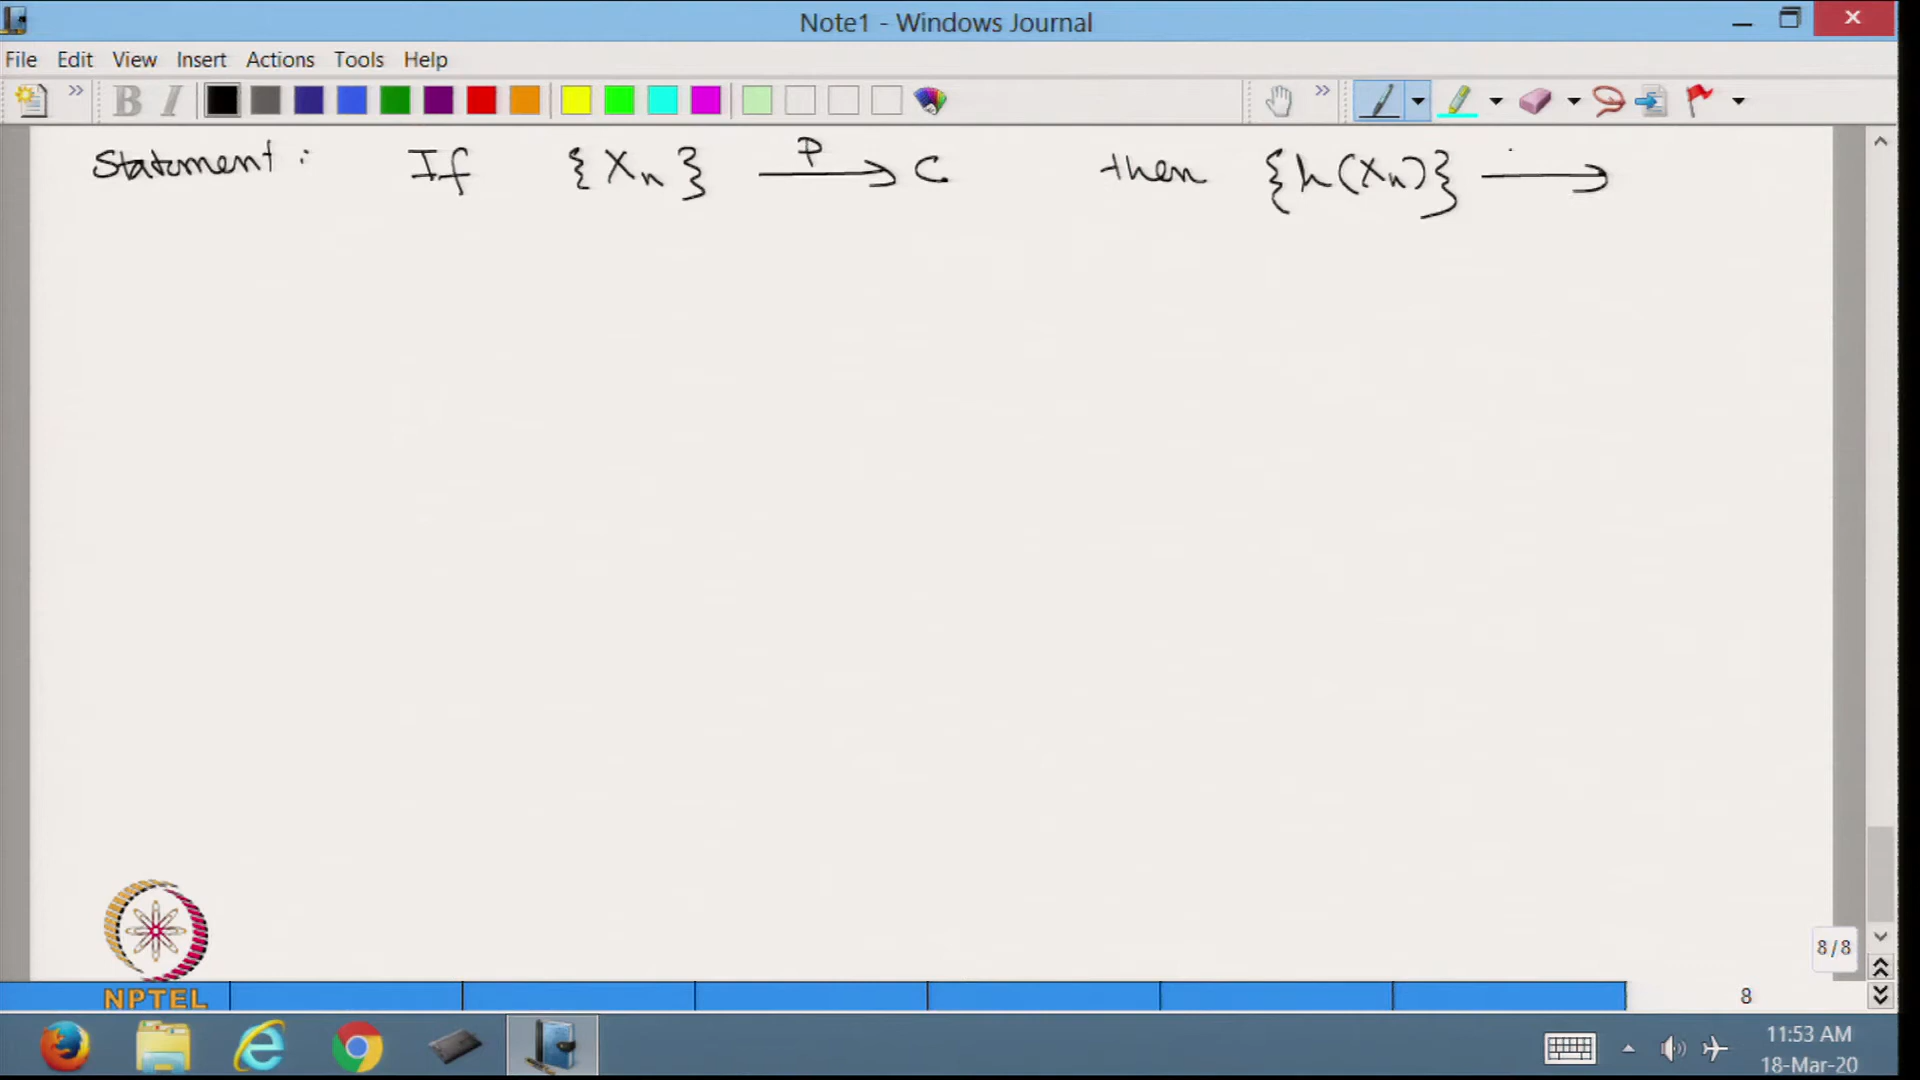 Note1 - Windows Journal
File Edit View Insert Actions Tools Help
B I
Statement : If {Xn} P⟶ C then {h(Xn)} ⟶
8/8
NPTEL
8
11:53 AM
18-Mar-20